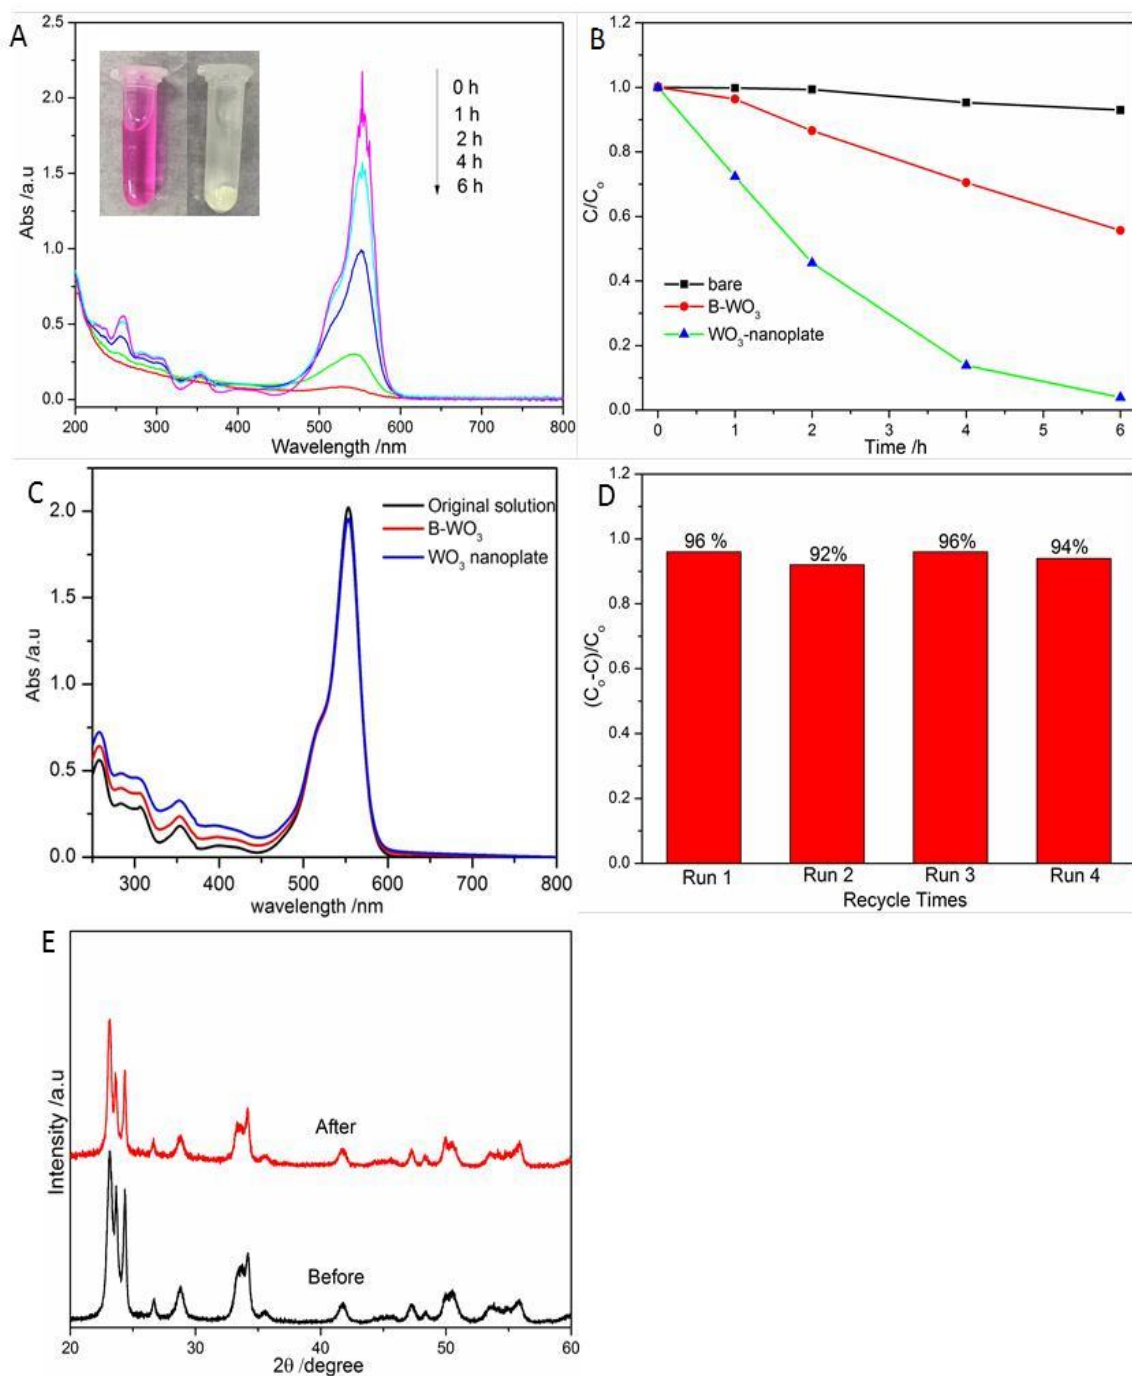 A
2.5
2.0
1.5
1.0
0.5
0.0
Abs /a.u
0 h
1 h
2 h
4 h
6 h
200 300 400 500 600 700 800
Wavelength /nm
B
1.2
1.0
0.8
0.6
0.4
0.2
0.0
C/Co
bare
B-WO3
WO3-nanoplate
0 1 2 3 4 5 6
Time /h
C
2.0
1.5
1.0
0.5
0.0
Abs /a.u
Original solution
B-WO3
WO3 nanoplate
300 400 500 600 700 800
wavelength /nm
D
1.2
1.0
0.8
0.6
0.4
0.2
0.0
(Co-C)/Co
96 % 92% 96% 94%
Run 1 Run 2 Run 3 Run 4
Recycle Times
E
Intensity /a.u
After
Before
20 30 40 50 60
2θ /degree